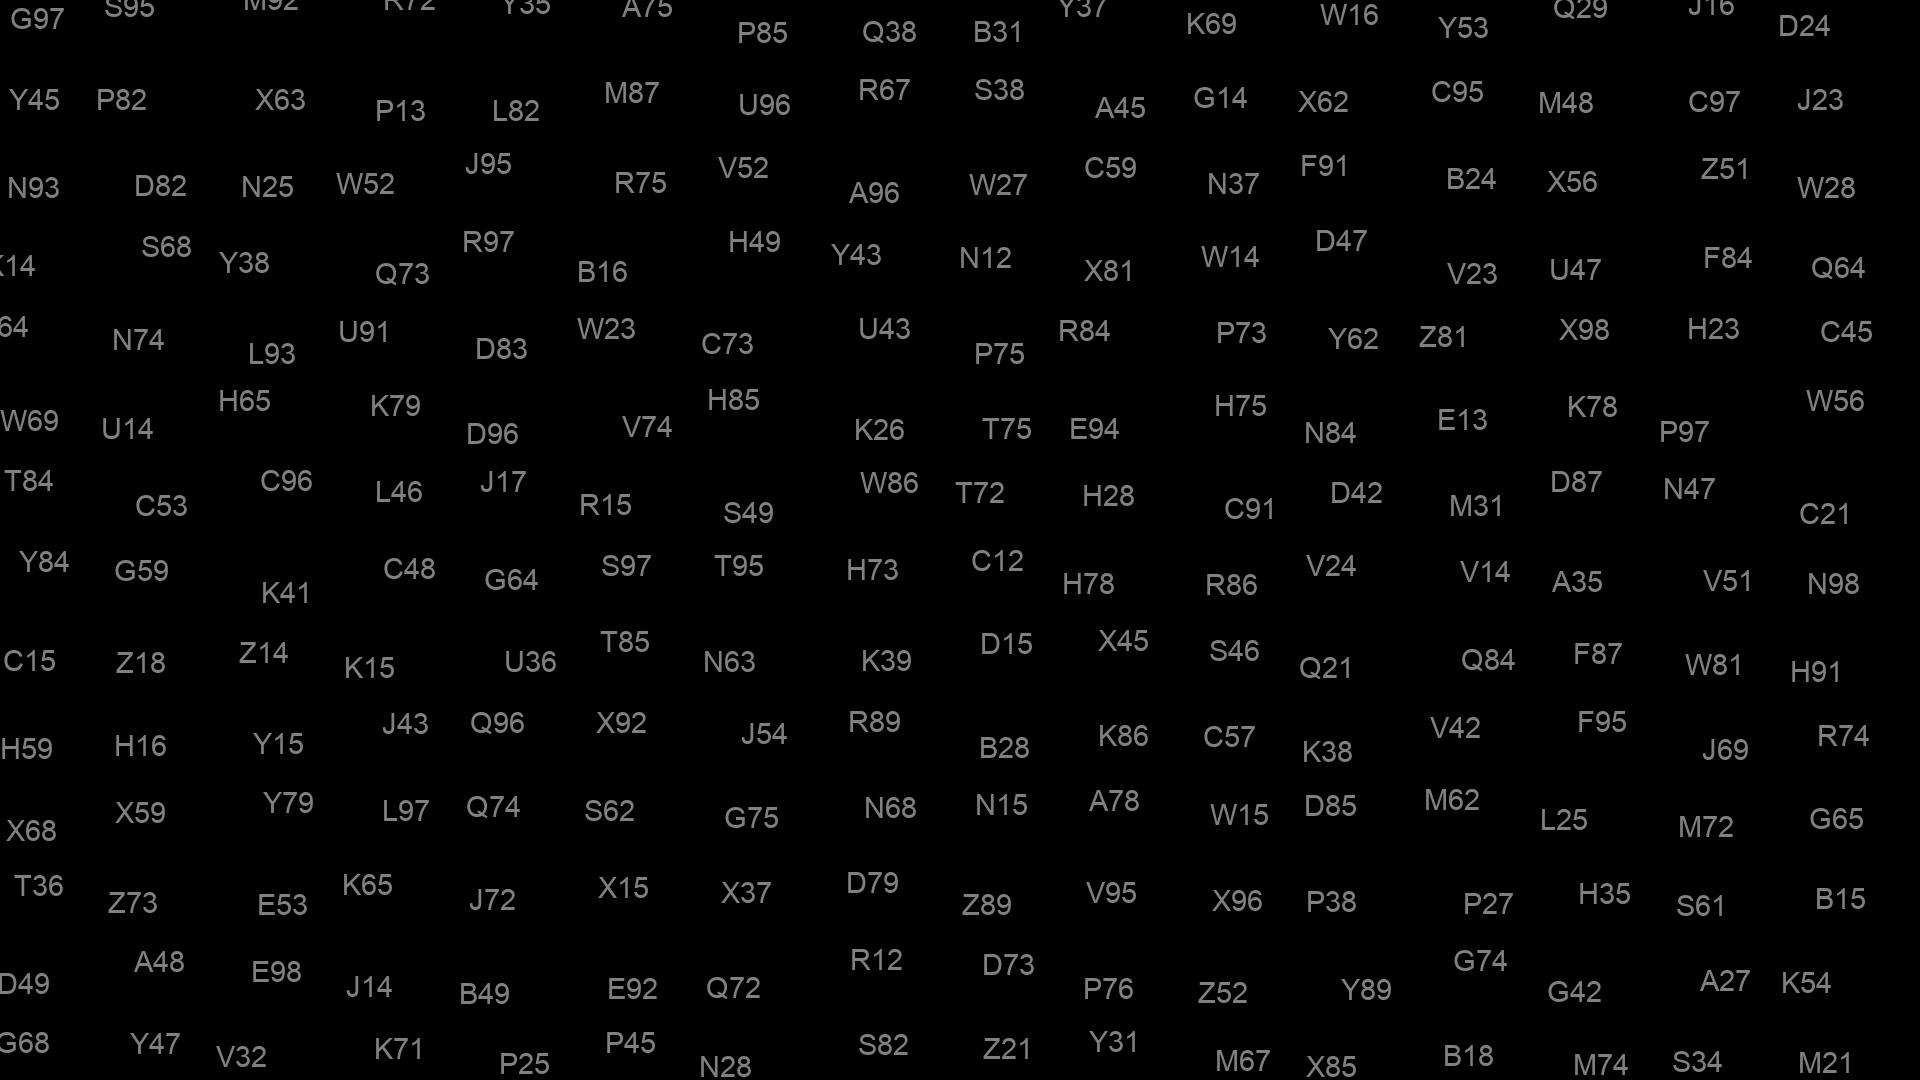 G97 S95 M92 R72 Y35 A75 P85 Q38 B31 Y37 K69 W16 Y53 Q29 J16 D24
Y45 P82 X63 P13 L82 M87 U96 R67 S38 A45 G14 X62 C95 M48 C97 J23
N93 D82 N25 W52 J95 R75 V52 A96 W27 C59 N37 F91 B24 X56 Z51 W28
S68 Y38 Q73 R97 B16 H49 Y43 N12 X81 W14 D47 V23 U47 F84 Q64
N74 L93 U91 D83 W23 C73 U43 P75 R84 P73 Y62 Z81 X98 H23 C45
W69 U14 H65 K79 D96 V74 H85 K26 T75 E94 H75 N84 E13 K78 P97 W56
T84 C53 C96 L46 J17 R15 S49 W86 T72 H28 C91 D42 M31 D87 N47 C21
Y84 G59 K41 C48 G64 S97 T95 H73 C12 H78 R86 V24 V14 A35 V51 N98
C15 Z18 Z14 K15 U36 T85 N63 K39 D15 X45 S46 Q21 Q84 F87 W81 H91
H59 H16 Y15 J43 Q96 X92 J54 R89 B28 K86 C57 K38 V42 F95 J69 R74
X68 X59 Y79 L97 Q74 S62 G75 N68 N15 A78 W15 D85 M62 L25 M72 G65
T36 Z73 E53 K65 J72 X15 X37 D79 Z89 V95 X96 P38 P27 H35 S61 B15
D49 A48 E98 J14 B49 E92 Q72 R12 D73 P76 Z52 Y89 G74 G42 A27 K54
G68 Y47 V32 K71 P25 P45 N28 S82 Z21 Y31 M67 X85 B18 M74 S34 M21